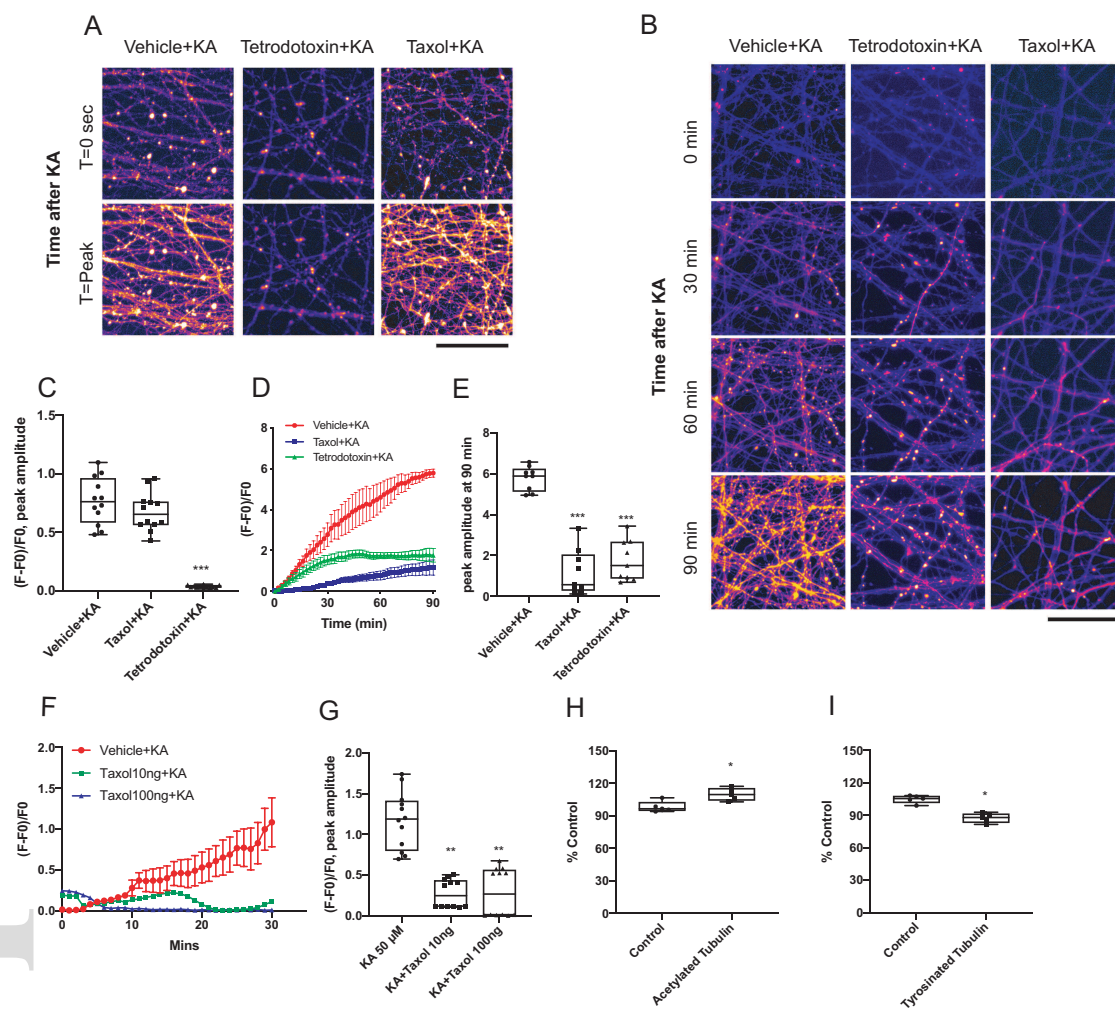 A
Vehicle+KA
Tetrodotoxin+KA
Taxol+KA
Time after KA
T=0 sec
T=Peak
B
Vehicle+KA
Tetrodotoxin+KA
Taxol+KA
Time after KA
0 min
30 min
60 min
90 min
C
(F-F0)/F0, peak amplitude
1.5
1.0
0.5
0.0
***
Vehicle+KA
Taxol+KA
Tetrodotoxin+KA
D
Vehicle+KA
Taxol+KA
Tetrodotoxin+KA
(F-F0)/F0
8
6
4
2
0
0
30
60
90
Time (min)
E
peak amplitude at 90 min
8
6
4
2
0
***
***
Vehicle+KA
Taxol+KA
Tetrodotoxin+KA
F
Vehicle+KA
Taxol10ng+KA
Taxol100ng+KA
(F-F0)/F0
2.0
1.5
1.0
0.5
0.0
0
10
20
30
Mins
G
(F-F0)/F0, peak amplitude
2.0
1.5
1.0
0.5
0.0
**
**
KA 50 µM
KA+Taxol 10ng
KA+Taxol 100ng
H
% Control
150
120
90
60
30
0
*
Control
Acetylated Tubulin
I
% Control
150
120
90
60
30
0
*
Control
Tyrosinated Tubulin